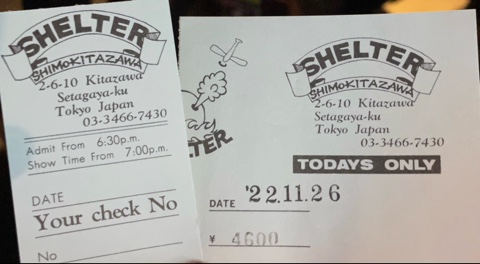 SHELTER
SHIMOKITAZAWA
2-6-10 Kitazawa
Setagaya-ku
Tokyo Japan
03-3466-7430
Admit From 6:30p.m.
Show Time From 7:00p.m.
DATE
Your check No
No
LTER
SHELTER
SHIMOKITAZAWA
2-6-10 Kitazawa
Setagaya-ku
Tokyo Japan
03-3466-7430
TODAYS ONLY
DATE '22.11.26
¥ 4600